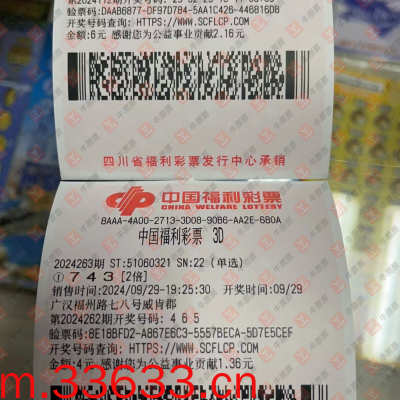 验票码:DAAB6877-DF97D784-5AA1C426-446816D8
开奖号码查询: HTTPS://WWW.SCFLCP.COM
金额:6元 感谢您为公益事业贡献2.16元
四川省福利彩票发行中心承销
中国福利彩票
CHINA WELFARE LOTTERY
8AAA-4A00-2713-3D08-90B6-AA2E-6B0A
中国福利彩票 3D
2024263期 ST:51060321 SN:22 (单选)
① 7 4 3 [2倍]
销售时间:2024/09/29-19:25:30 开奖时间:09/29
广汉福州路七八号威肯郡
第2024262期开奖号码: 4 6 5
验票码:8E18BFD2-A867E6C3-5557BECA-5D7E5CEF
开奖号码查询: HTTPS://WWW.SCFLCP.COM
金额:4元 感谢您为公益事业贡献1.36元
m.33633.cn